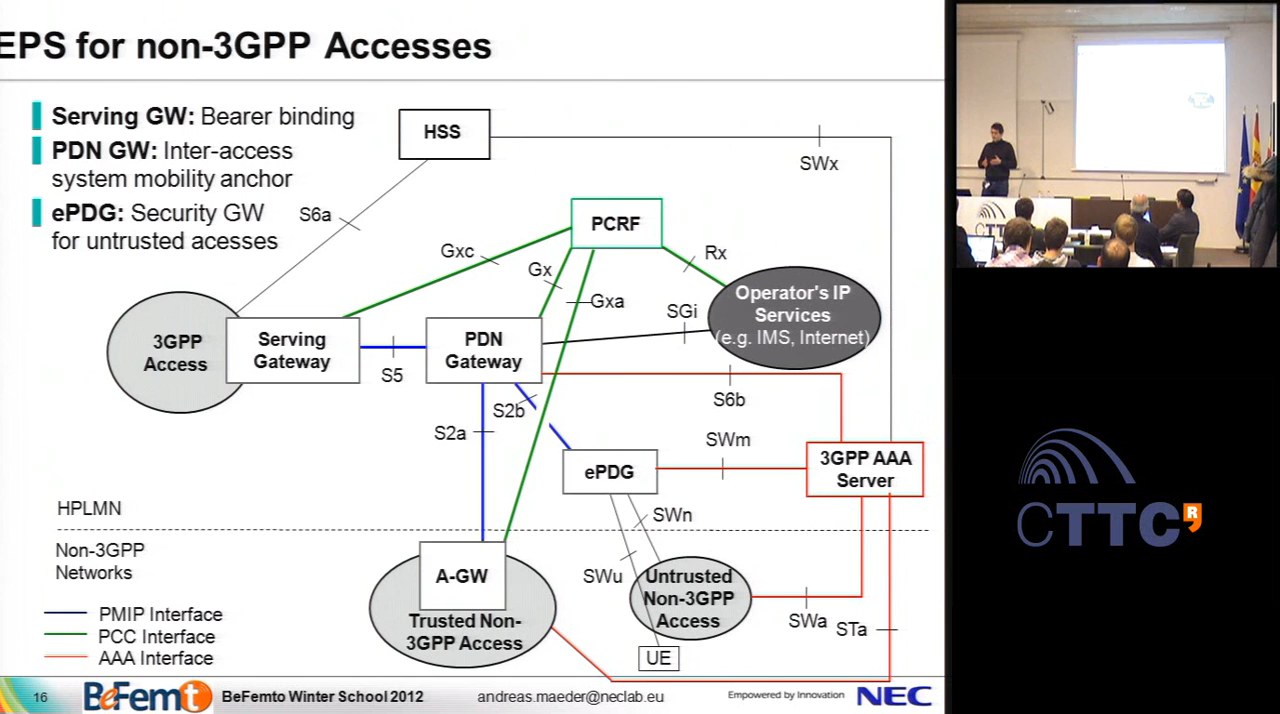 EPS for non-3GPP Accesses
Serving GW: Bearer binding
PDN GW: Inter-access
system mobility anchor
ePDG: Security GW
for untrusted acesses
HSS
SWx
S6a
PCRF
Gxc
Gx
Gxa
Rx
SGi
Operator's IP
Services
(e.g. IMS, Internet)
3GPP
Access
Serving
Gateway
PDN
Gateway
S5
S6b
S2b
S2a
SWm
ePDG
3GPP AAA
Server
HPLMN
SWn
Non-3GPP
Networks
A-GW
Trusted Non-
3GPP Access
SWu
Untrusted
Non-3GPP
Access
SWa
STa
UE
PMIP Interface
PCC Interface
AAA Interface
16
BeFemto
BeFemto Winter School 2012
andreas.maeder@neclab.eu
Empowered by Innovation
NEC
CTTC
R